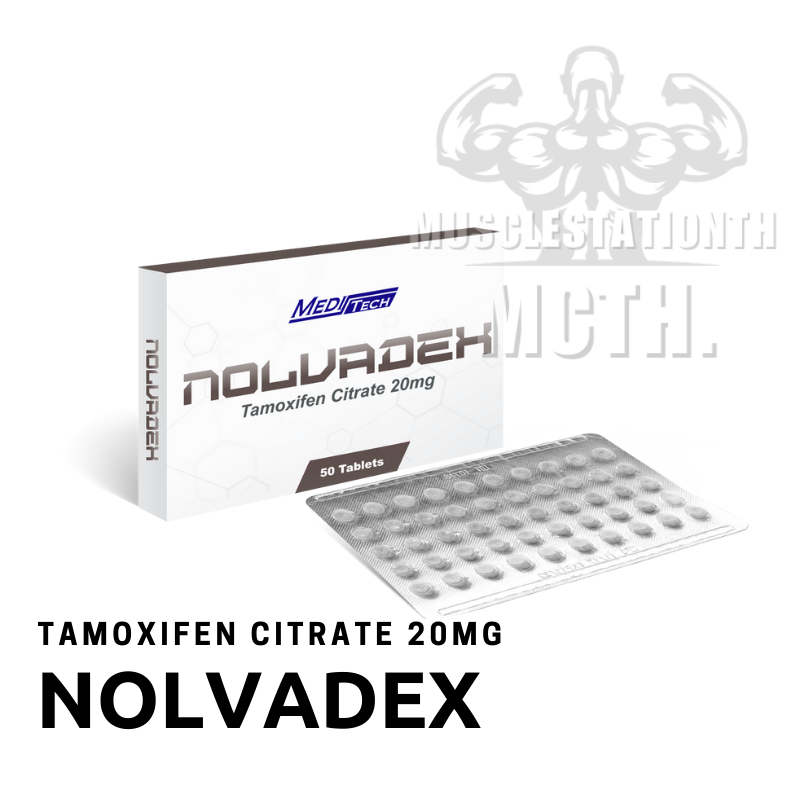 MUSCLESTATIONTH
MCTH.
MEDITECH
NOLVADEX
NOLVADEX
Tamoxifen Citrate 20mg
50 Tablets
TAMOXIFEN CITRATE 20MG
NOLVADEX